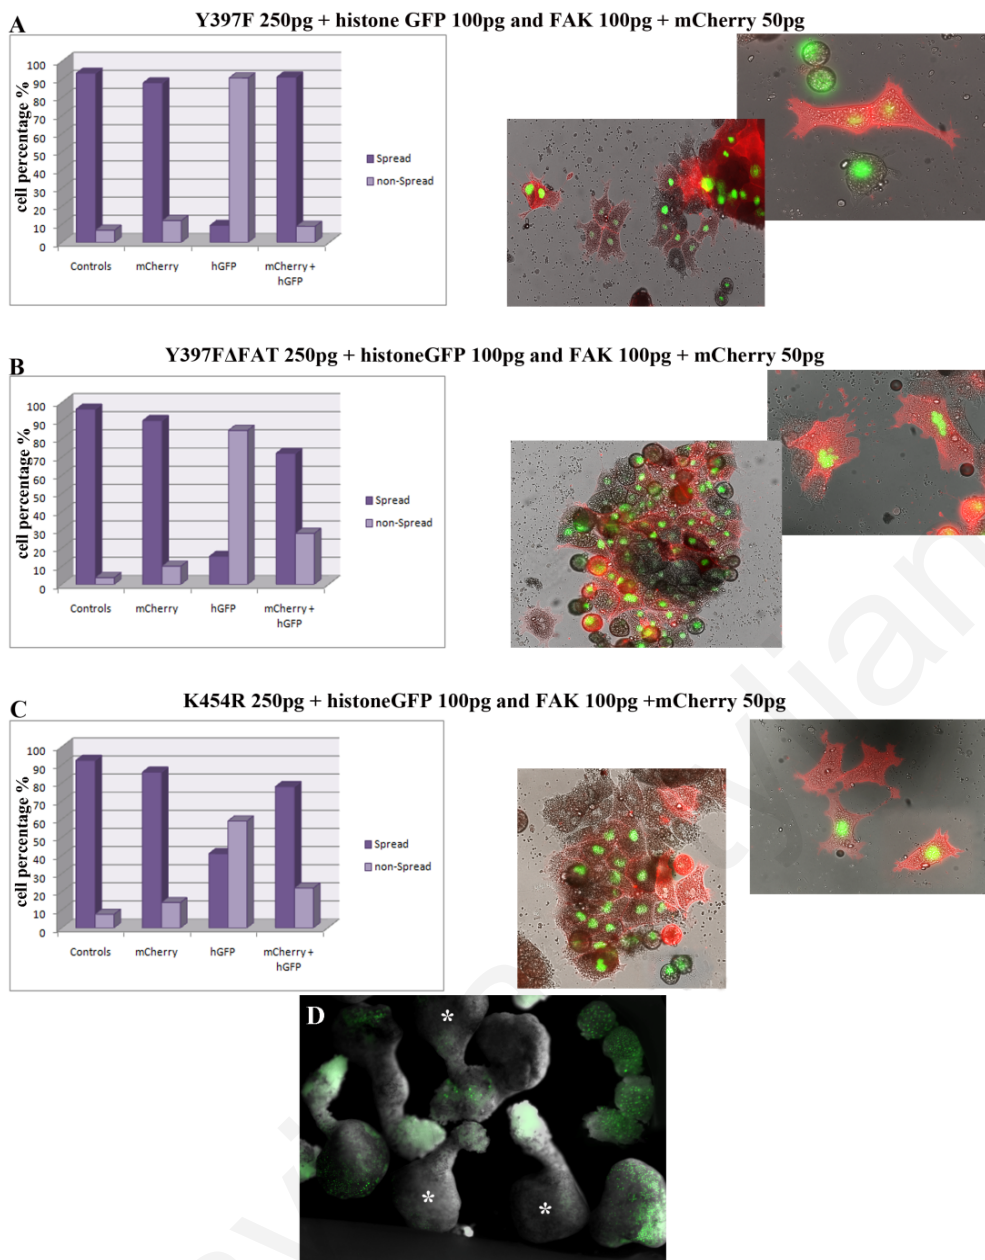 A
Y397F 250pg + histone GFP 100pg and FAK 100pg + mCherry 50pg
cell percentage %
100
90
80
70
60
50
40
30
20
10
0
Controls
mCherry
hGFP
mCherry +
hGFP
Spread
non-Spread
B
Y397FΔFAT 250pg + histoneGFP 100pg and FAK 100pg + mCherry 50pg
cell percentage %
100
90
80
70
60
50
40
30
20
10
0
Controls
mCherry
hGFP
mCherry +
hGFP
Spread
non-Spread
C
K454R 250pg + histoneGFP 100pg and FAK 100pg +mCherry 50pg
cell percentage %
100
90
80
70
60
50
40
30
20
10
0
Controls
mCherry
hGFP
mCherry +
hGFP
Spread
non-Spread
D
*
*
*